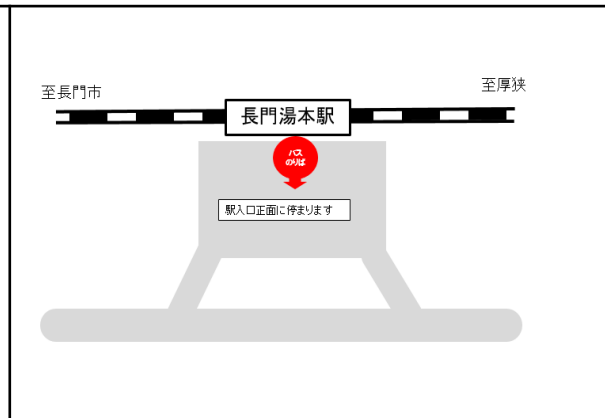 至長門市
至厚狭
長門湯本駅
バス
のりば
駅入口正面に停まります